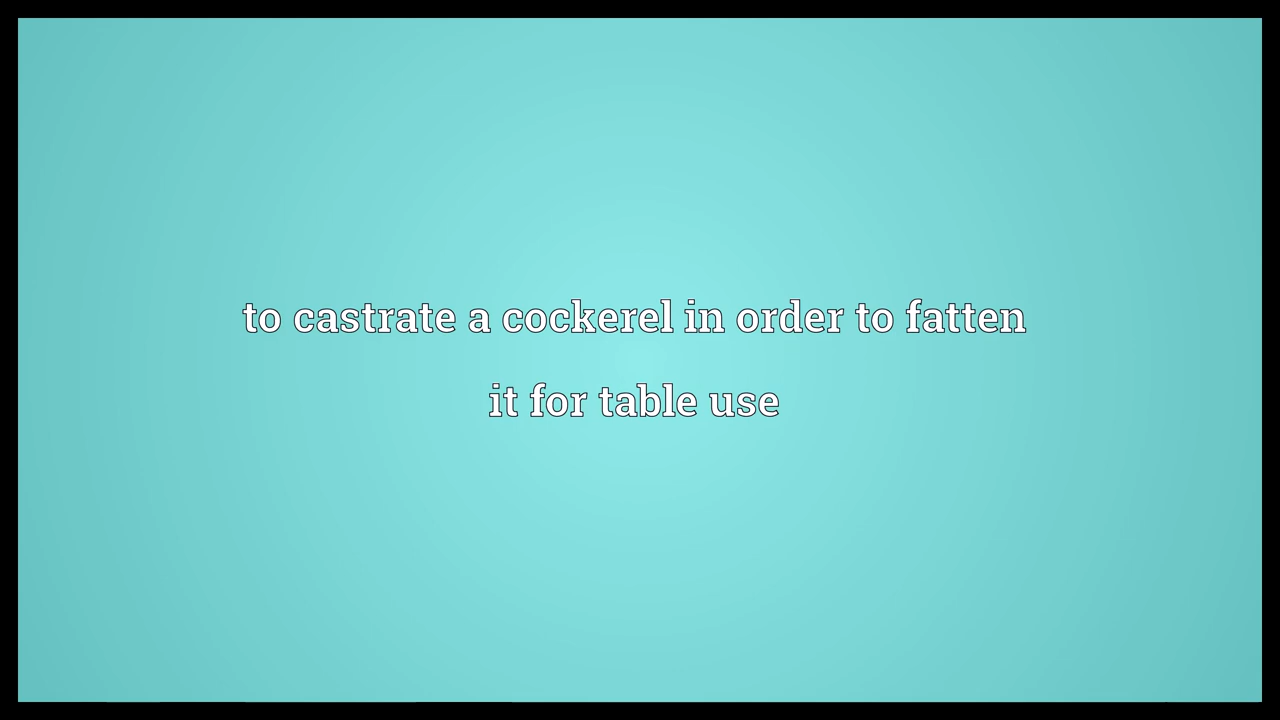 to castrate a cockerel in order to fatten
it for table use